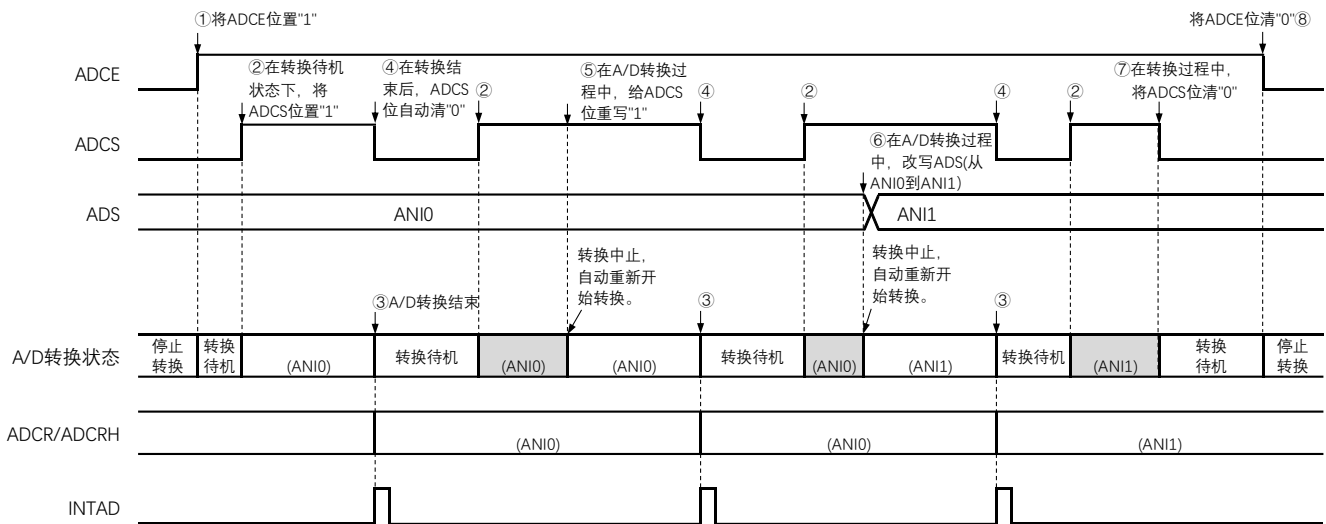 ①将ADCE位置"1"
将ADCE位清"0"⑧
ADCE
②在转换待机
状态下，将
ADCS位置"1"
④在转换结
束后，ADCS
位自动清"0"
②
⑤在A/D转换过
程中，给ADCS
位重写"1"
④
②
④
②
⑦在转换过程中，
将ADCS位清"0"
ADCS
⑥在A/D转换过程
中，改写ADS(从
ANI0到ANI1)
ADS
ANI0
ANI1
转换中止，
自动重新开
始转换。
转换中止，
自动重新开
始转换。
③A/D转换结束
③
③
A/D转换状态
停止
转换
转换
待机
(ANI0)
转换待机
(ANI0)
(ANI0)
转换待机
(ANI0)
(ANI1)
转换待机
(ANI1)
转换
待机
停止
转换
ADCR/ADCRH
(ANI0)
(ANI0)
(ANI1)
INTAD